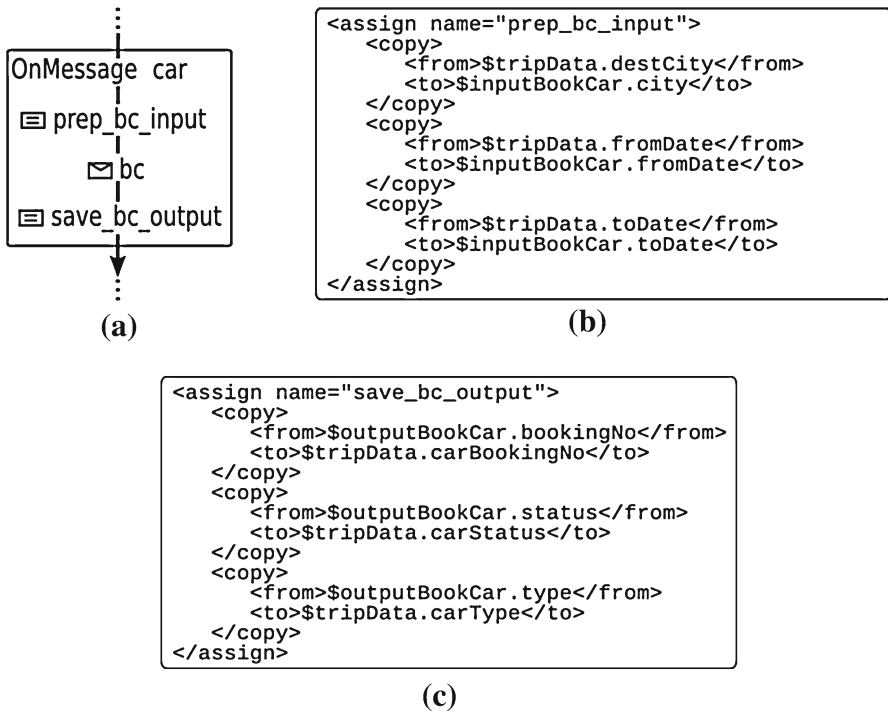 OnMessage car
prep_bc_input
bc
save_bc_output
(a)
<assign name="prep_bc_input">
<copy>
<from>$tripData.destCity</from>
<to>$inputBookCar.city</to>
</copy>
<copy>
<from>$tripData.fromDate</from>
<to>$inputBookCar.fromDate</to>
</copy>
<copy>
<from>$tripData.toDate</from>
<to>$inputBookCar.toDate</to>
</copy>
</assign>
(b)
<assign name="save_bc_output">
<copy>
<from>$outputBookCar.bookingNo</from>
<to>$tripData.carBookingNo</to>
</copy>
<copy>
<from>$outputBookCar.status</from>
<to>$tripData.carStatus</to>
</copy>
<copy>
<from>$outputBookCar.type</from>
<to>$tripData.carType</to>
</copy>
</assign>
(c)